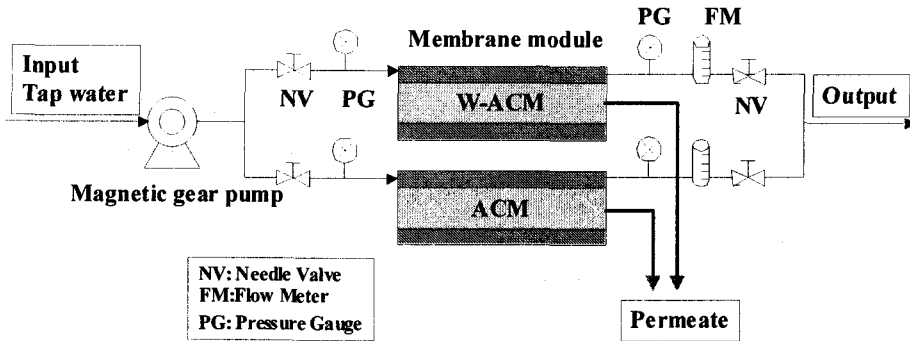 PG FM
Membrane module
Input
Tap water
NV PG
W-ACM
NV
Output
Magnetic gear pump
ACM
NV: Needle Valve
FM:Flow Meter
PG: Pressure Gauge
Permeate